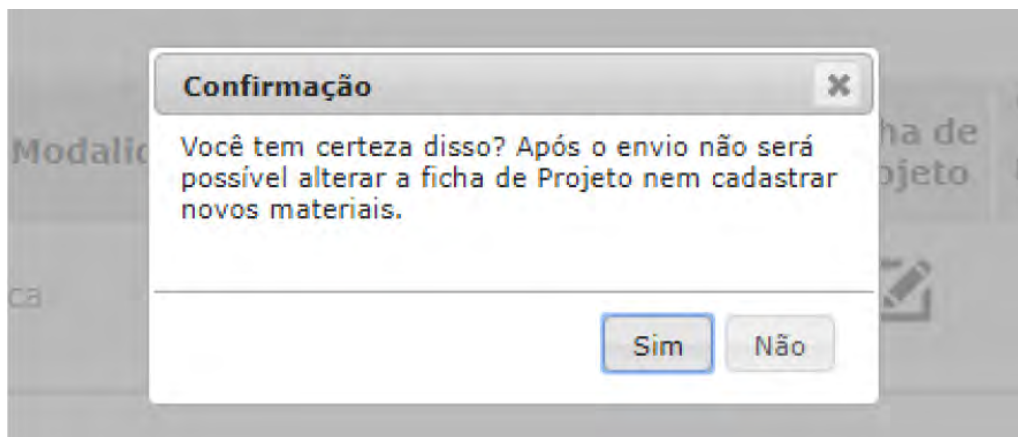 Confirmação
Você tem certeza disso? Após o envio não será
possível alterar a ficha de Projeto nem cadastrar
novos materiais.
Sim Não